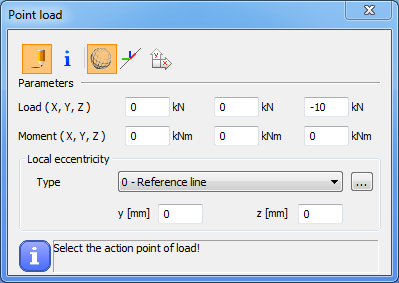 Point load
Parameters
Load ( X, Y, Z ) 0 kN 0 kN -10 kN
Moment ( X, Y, Z ) 0 kNm 0 kNm 0 kNm
Local eccentricity
Type 0 - Reference line ...
y [mm] 0 z [mm] 0
Select the action point of load!